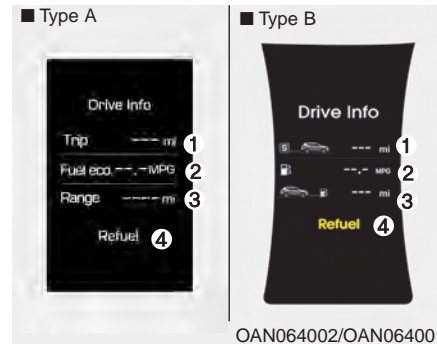 ■ Type A
Drive Info
Trip ---- mi ①
Fuel eco. --.- MPG ②
Range ---- mi ③
Refuel ④
■ Type B
Drive Info
S --- mi ①
--.- MPG ②
--- mi ③
Refuel ④
OAN064002/OAN06400